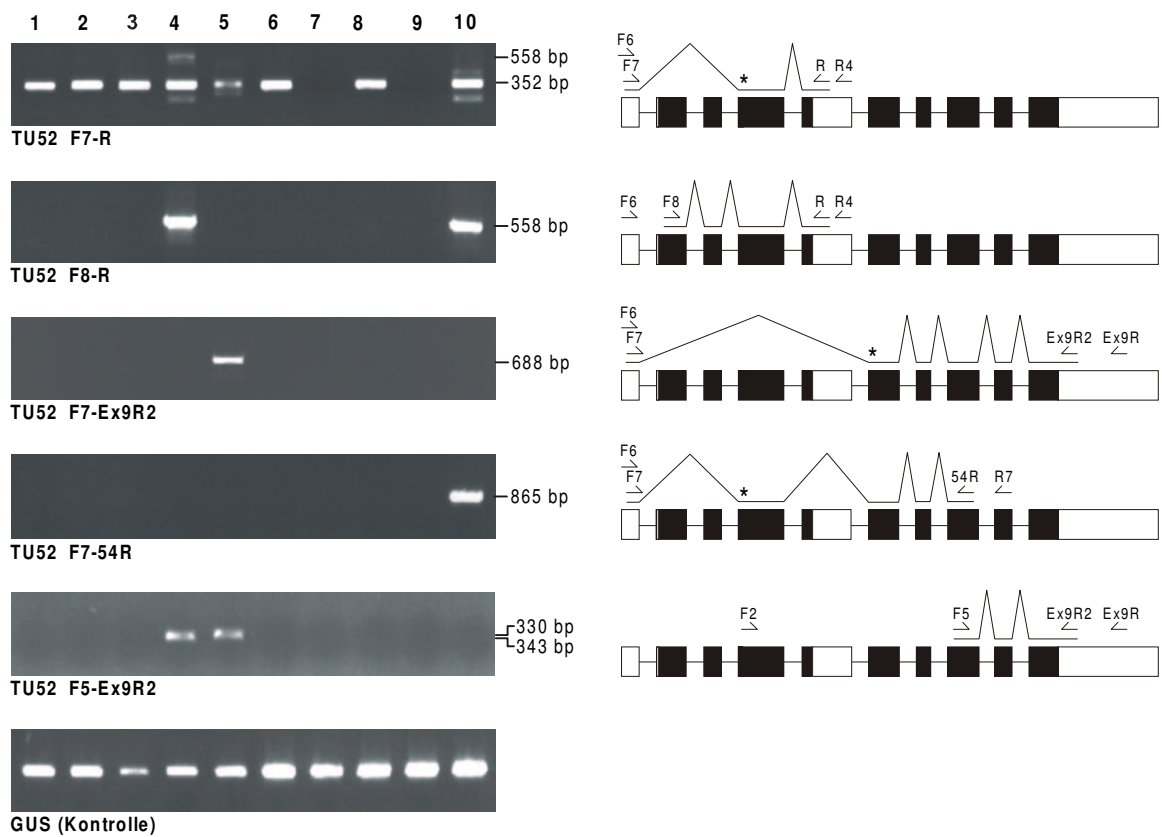 1 2 3 4 5 6 7 8 9 10
558 bp
352 bp
TU52 F7-R
F6
F7
*
R R4
558 bp
TU52 F8-R
F6 F8 R R4
688 bp
TU52 F7-Ex9R2
F6
F7
*
Ex9R2 Ex9R
865 bp
TU52 F7-54R
F6
F7
*
54R R7
330 bp
343 bp
TU52 F5-Ex9R2
F2 F5 Ex9R2 Ex9R
GUS (Kontrolle)